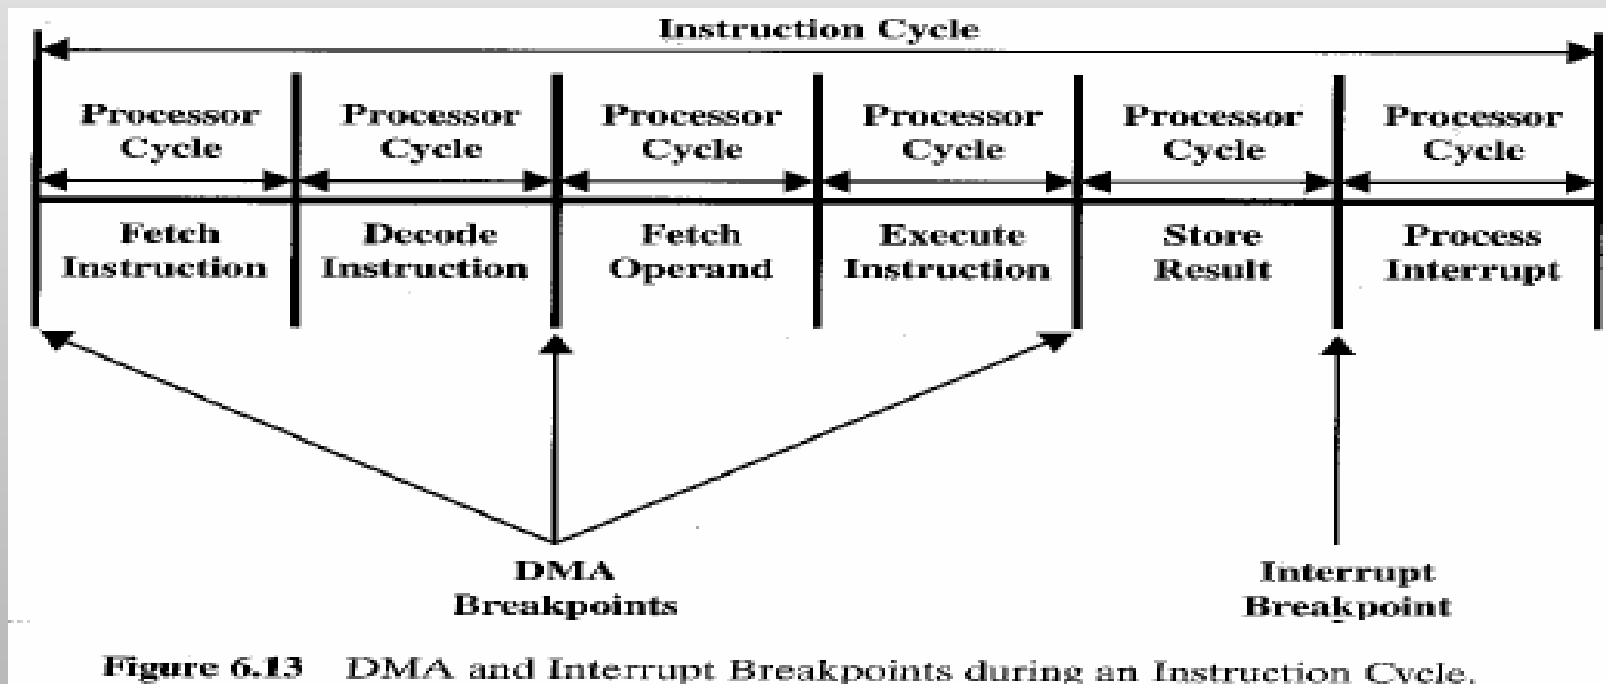 Instruction Cycle
Processor Cycle
Processor Cycle
Processor Cycle
Processor Cycle
Processor Cycle
Processor Cycle
Fetch Instruction
Decode Instruction
Fetch Operand
Execute Instruction
Store Result
Process Interrupt
DMA Breakpoints
Interrupt Breakpoint
Figure 6.13 DMA and Interrupt Breakpoints during an Instruction Cycle.